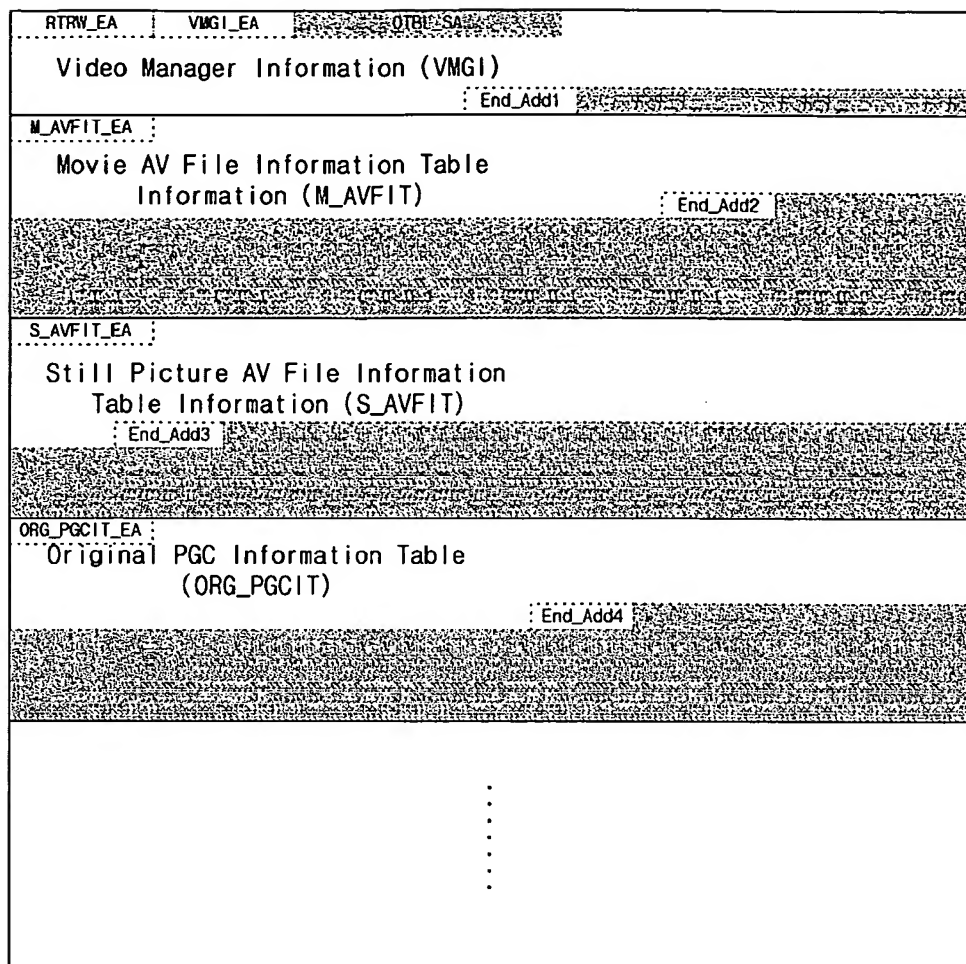 RTRW_EA VMGI_EA OTBI_SA
Video Manager Information (VMGI)
End_Add1
M_AVFIT_EA
Movie AV File Information Table
Information (M_AVFIT)
End_Add2
S_AVFIT_EA
Still Picture AV File Information
Table Information (S_AVFIT)
End_Add3
ORG_PGCIT_EA
Original PGC Information Table
(ORG_PGCIT)
End_Add4